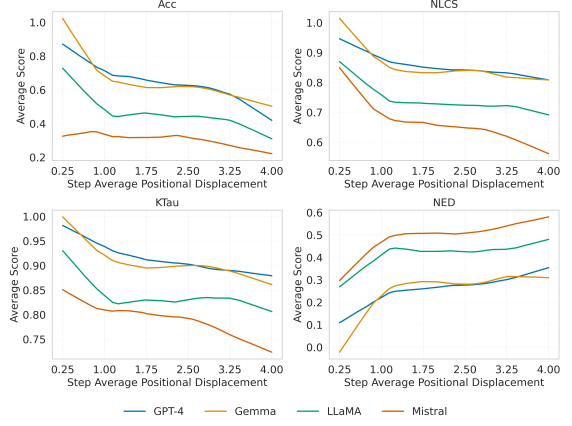 Acc
NLCS
Average Score
1.0
0.8
0.6
0.4
0.2
0.25 1.00 1.75 2.50 3.25 4.00
Step Average Positional Displacement
Average Score
1.0
0.9
0.8
0.7
0.6
0.25 1.00 1.75 2.50 3.25 4.00
Step Average Positional Displacement
KTau
NED
Average Score
1.00
0.95
0.90
0.85
0.80
0.75
0.25 1.00 1.75 2.50 3.25 4.00
Step Average Positional Displacement
Average Score
0.6
0.5
0.4
0.3
0.2
0.1
0.0
0.25 1.00 1.75 2.50 3.25 4.00
Step Average Positional Displacement
GPT-4 Gemma LLaMA Mistral